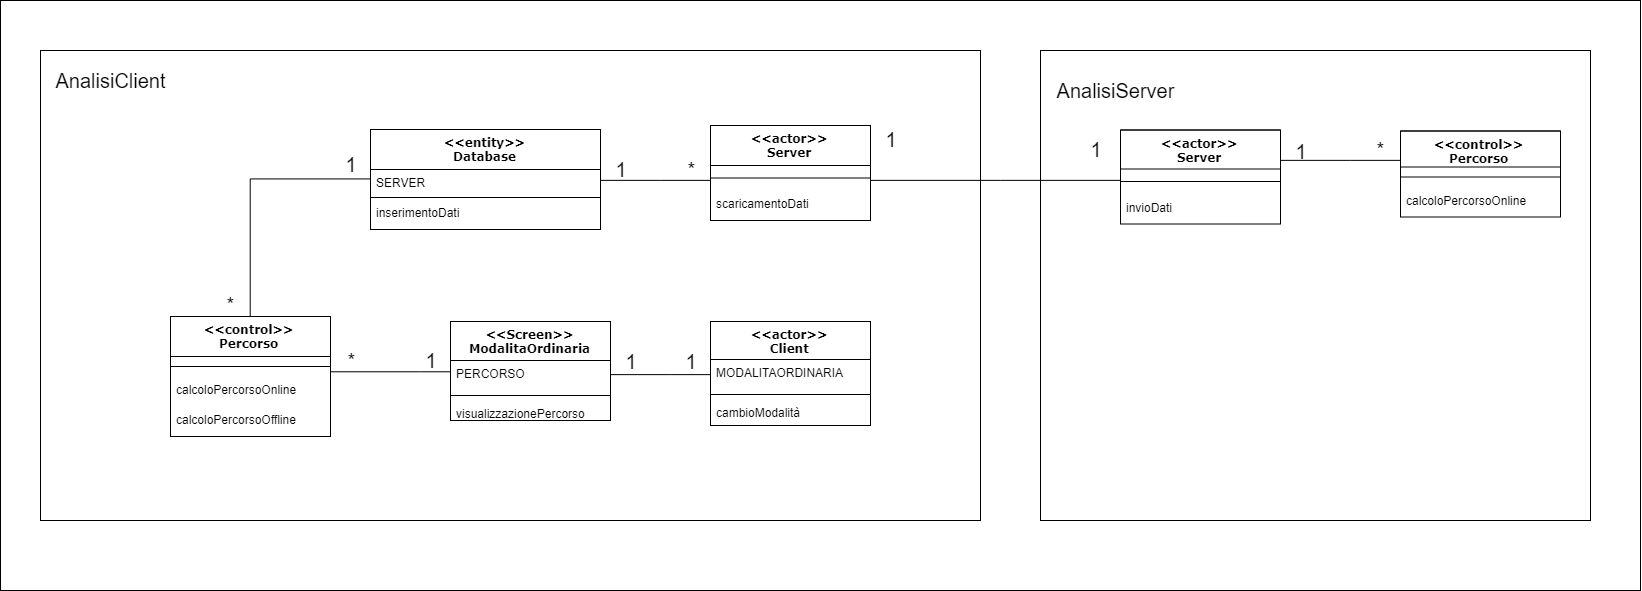 AnalisiClient
<<entity>>
Database
SERVER
inserimentoDati
1
1
*
<<actor>>
Server
scaricamentoDati
1
*
<<control>>
Percorso
calcoloPercorsoOnline
calcoloPercorsoOffline
*
1
<<Screen>>
ModalitaOrdinaria
PERCORSO
visualizzazionePercorso
1
1
<<actor>>
Client
MODALITAORDINARIA
cambioModalità
AnalisiServer
1
<<actor>>
Server
invioDati
1
*
<<control>>
Percorso
calcoloPercorsoOnline